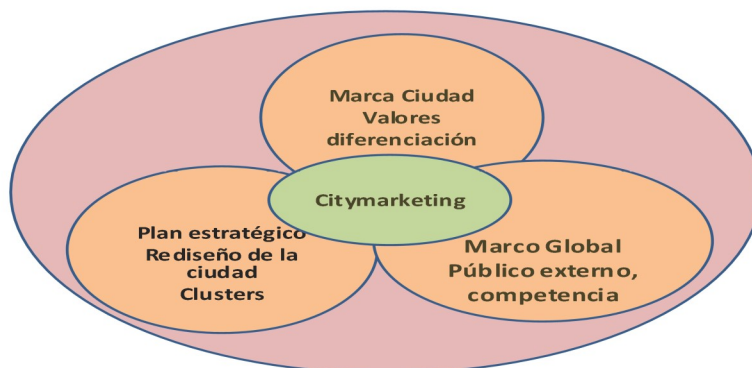 Marca Ciudad
Valores
diferenciación
Citymarketing
Plan estratégico
Rediseño de la
ciudad
Clusters
Marco Global
Público externo,
competencia